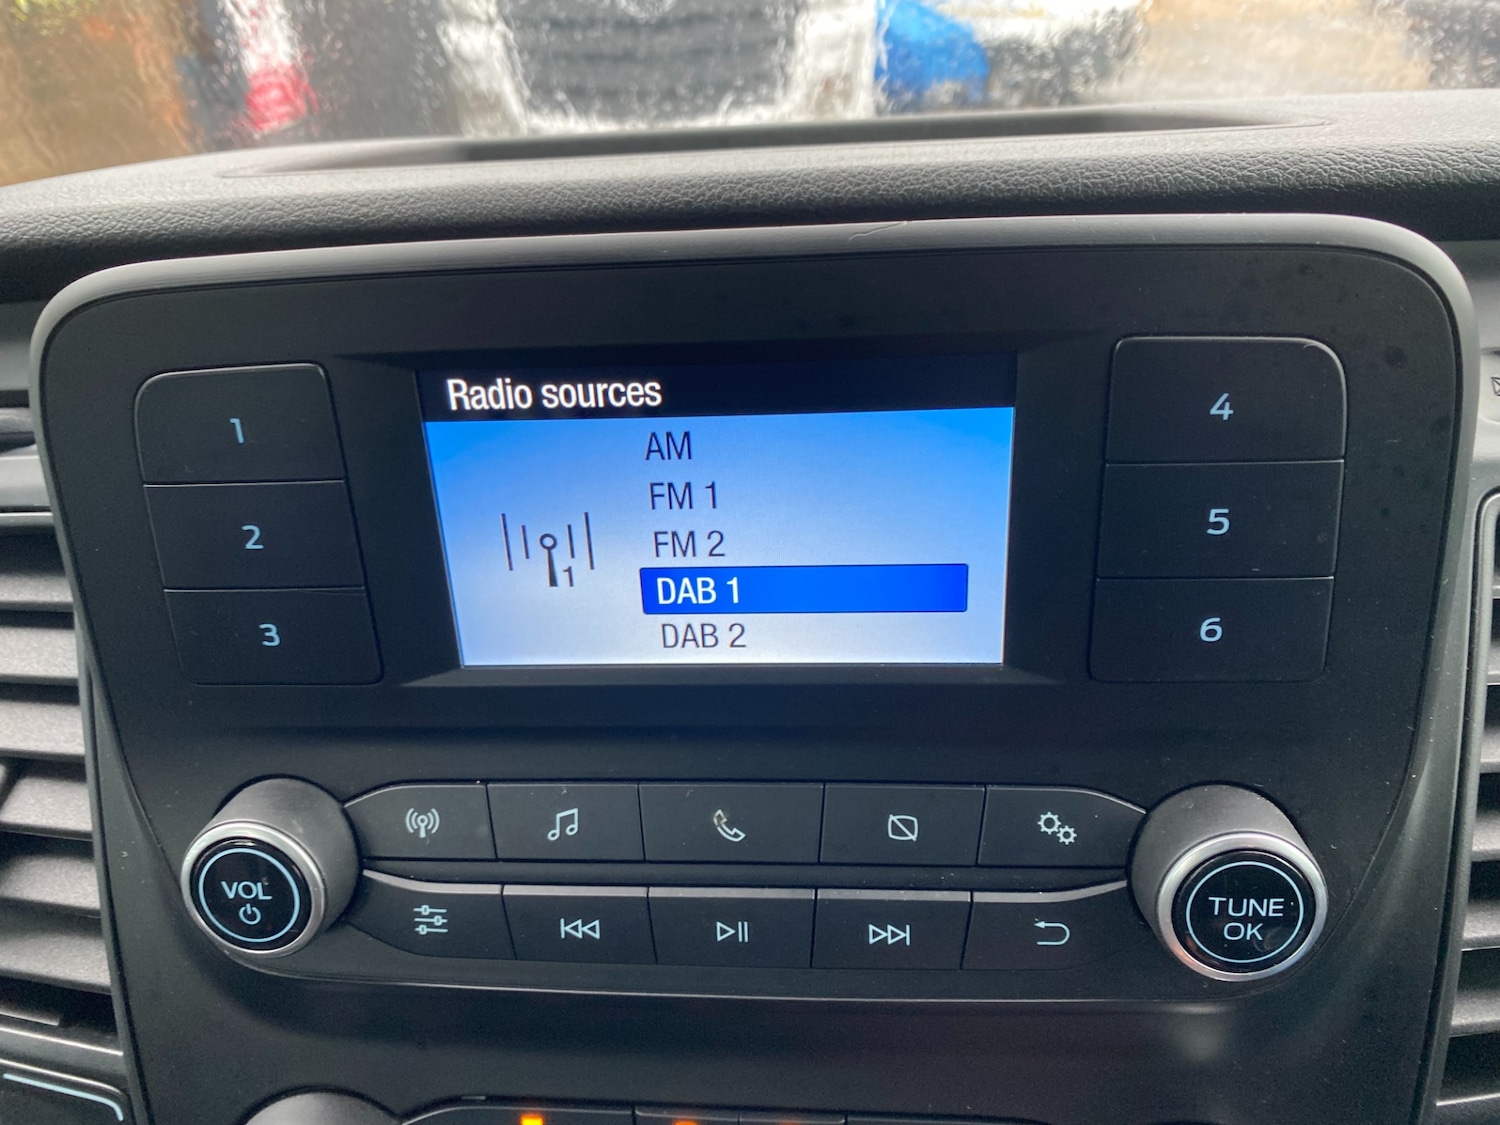 Radio sources
AM
FM 1
FM 2
DAB 1
DAB 2
1
1
2
3
4
5
6
VOL
TUNE
OK